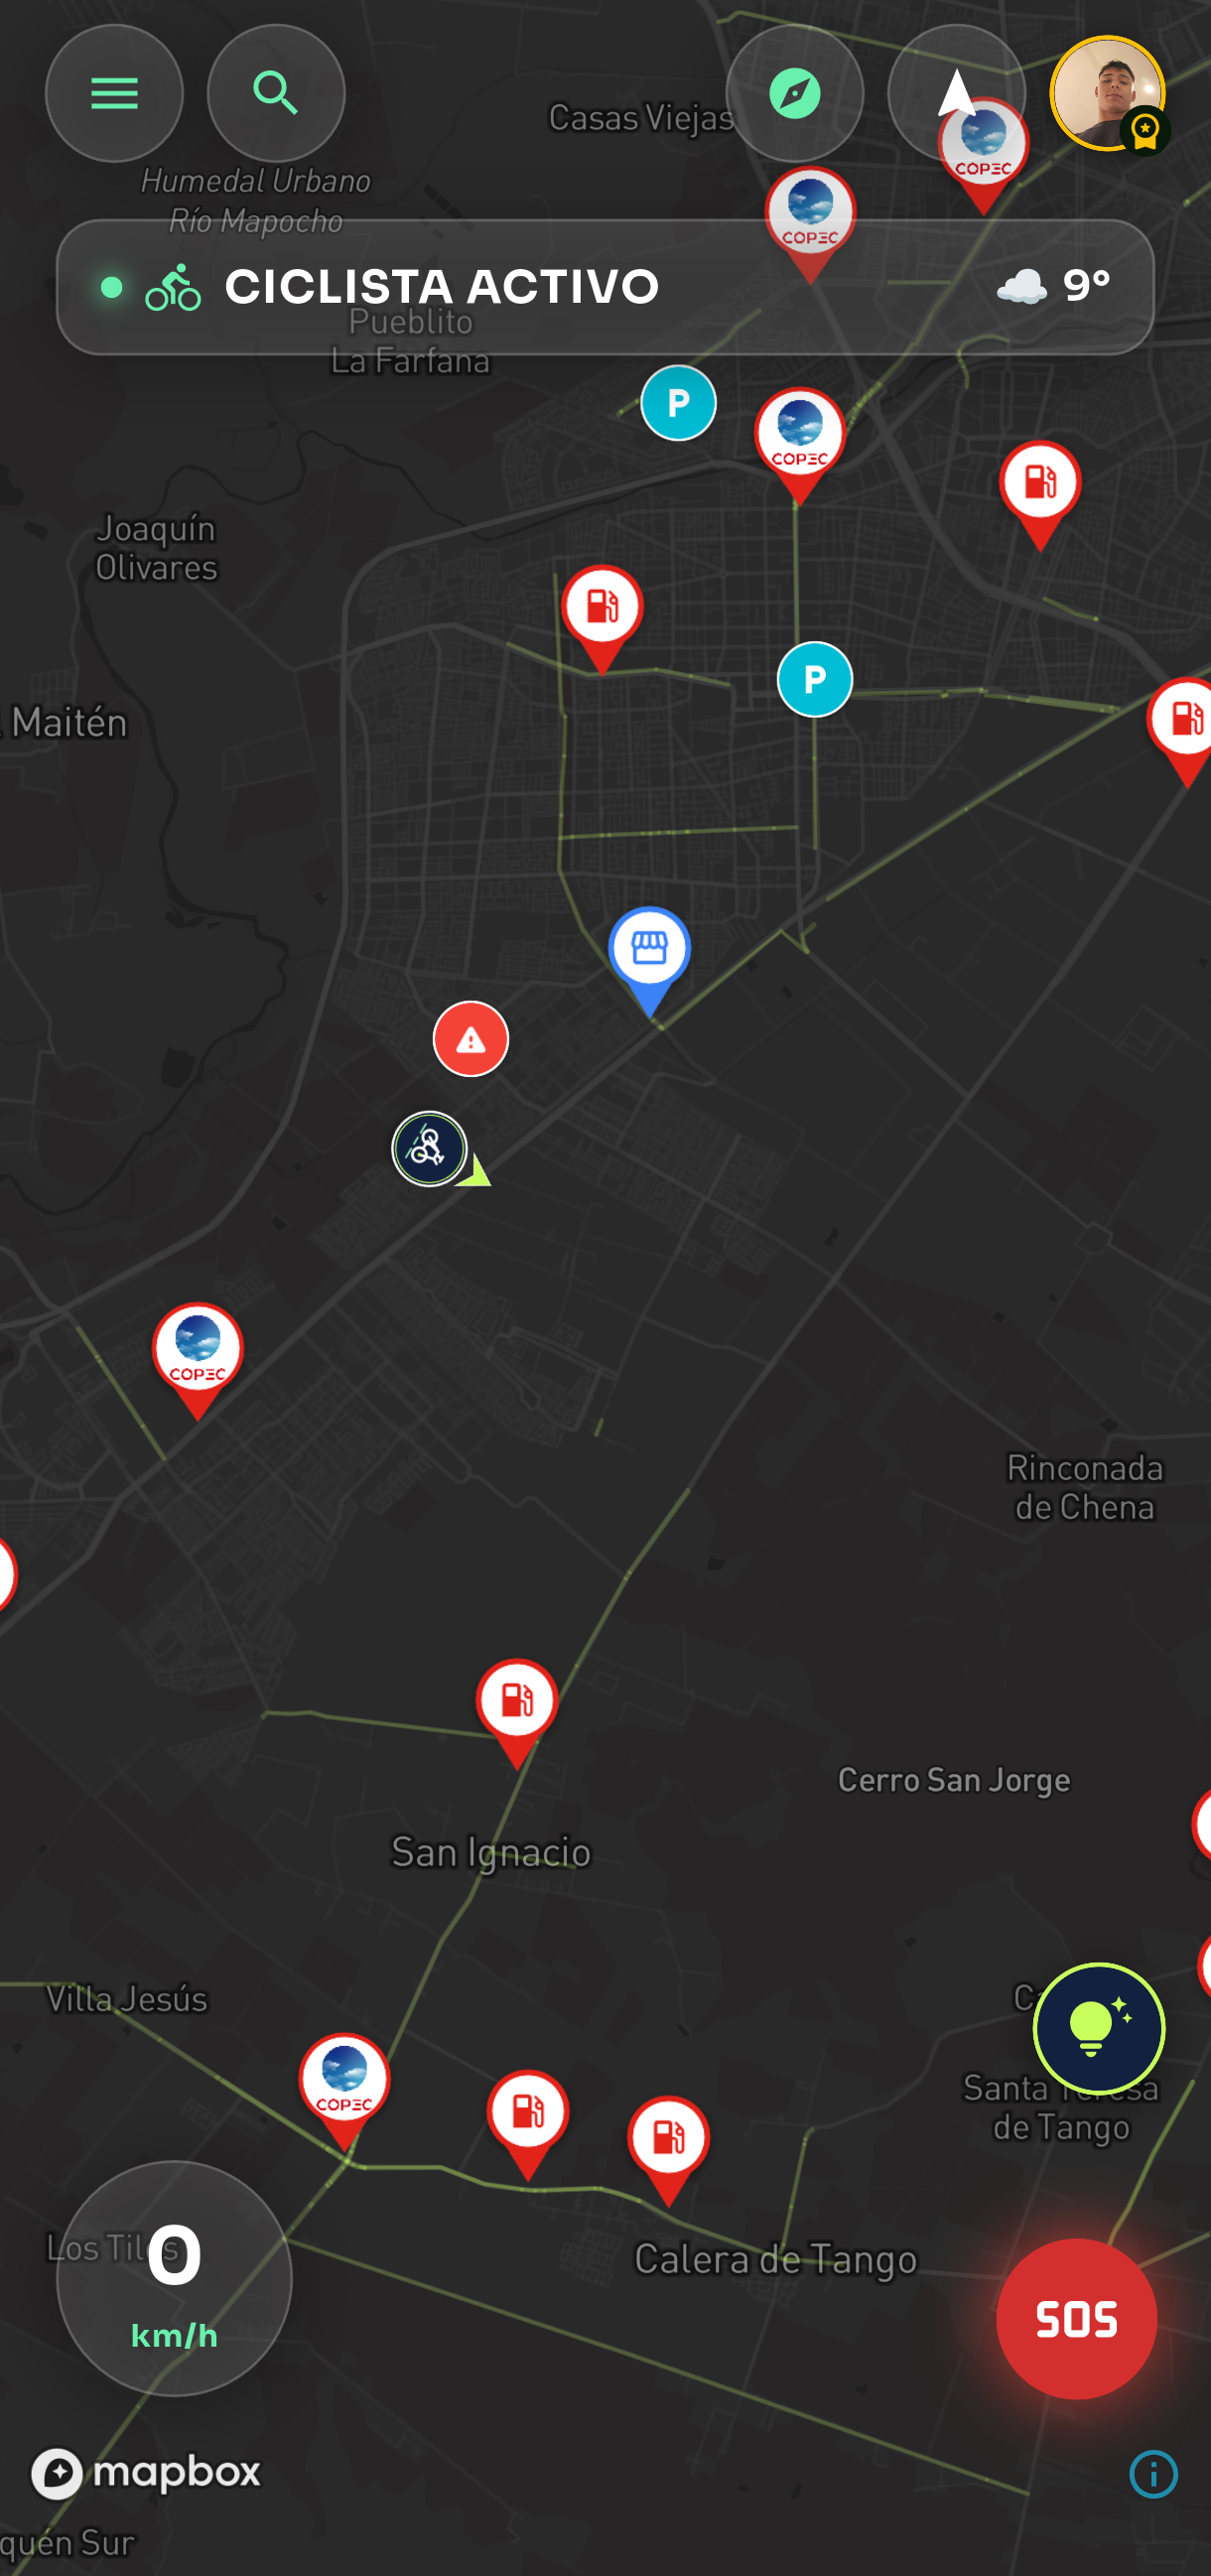 Casas Viejas
COPEC
Humedal Urbano
Río Mapocho
COPEC
CICLISTA ACTIVO
9°
Pueblito
La Farfana
P
COPEC
Joaquín
Olivares
P
Maitén
COPEC
Rinconada
de Chena
Cerro San Jorge
San Ignacio
Villa Jesús
COPEC
Santa Teresa
de Tango
Los Tilos
0
km/h
Calera de Tango
SOS
mapbox
quén Sur